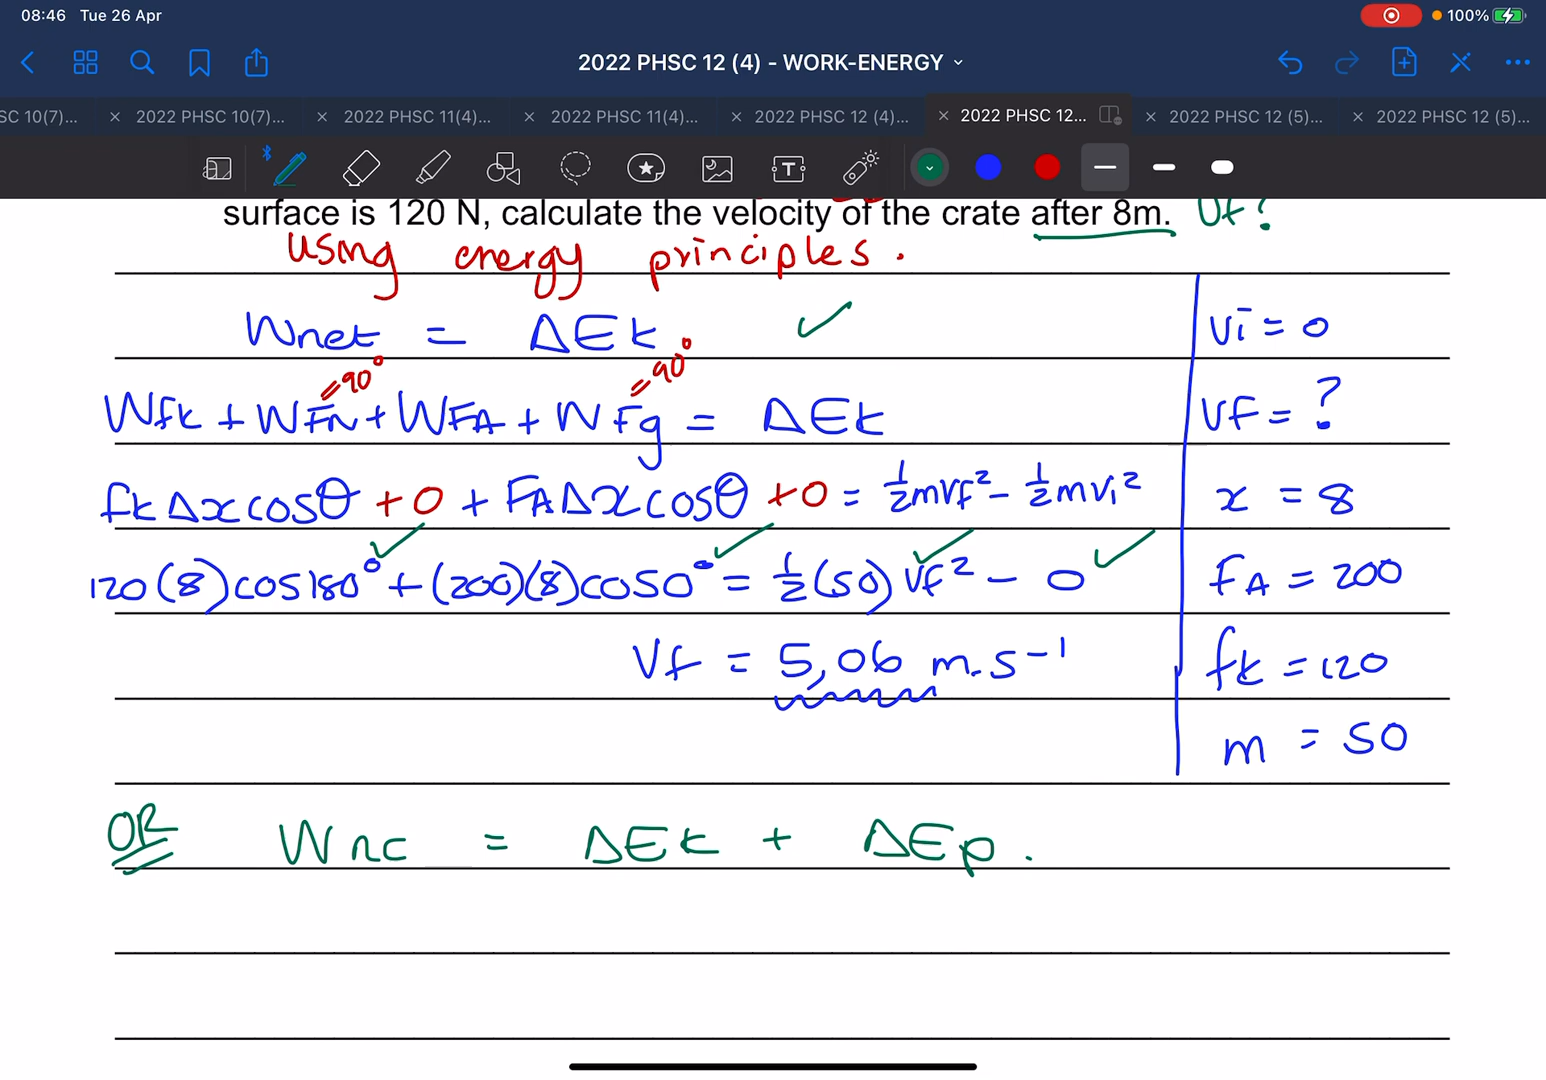 08:46 Tue 26 Apr
100%
2022 PHSC 12 (4) - WORK-ENERGY
SC 10(7)... × 2022 PHSC 10(7)... × 2022 PHSC 11(4)... × 2022 PHSC 11(4)... × 2022 PHSC 12 (4)... × 2022 PHSC 12... × 2022 PHSC 12 (5)... × 2022 PHSC 12 (5)...
T
surface is 120 N, calculate the velocity of the crate after 8m. Vf?
using energy principles.
Wnet = ΔEk ✓
=90° =90°
Wfk + WFN + WFA + WFg = ΔEk
fkΔxcosθ + 0 + FAΔxcosθ + 0 = ½mvf² - ½mvi²
120(8)cos180° + (200)(8)cos0° = ½(50)vf² - 0
Vf = 5,06 m.s⁻¹
vi = 0
vf = ?
x = 8
FA = 200
fk = 120
m = 50
OR Wnc = ΔEk + ΔEp.